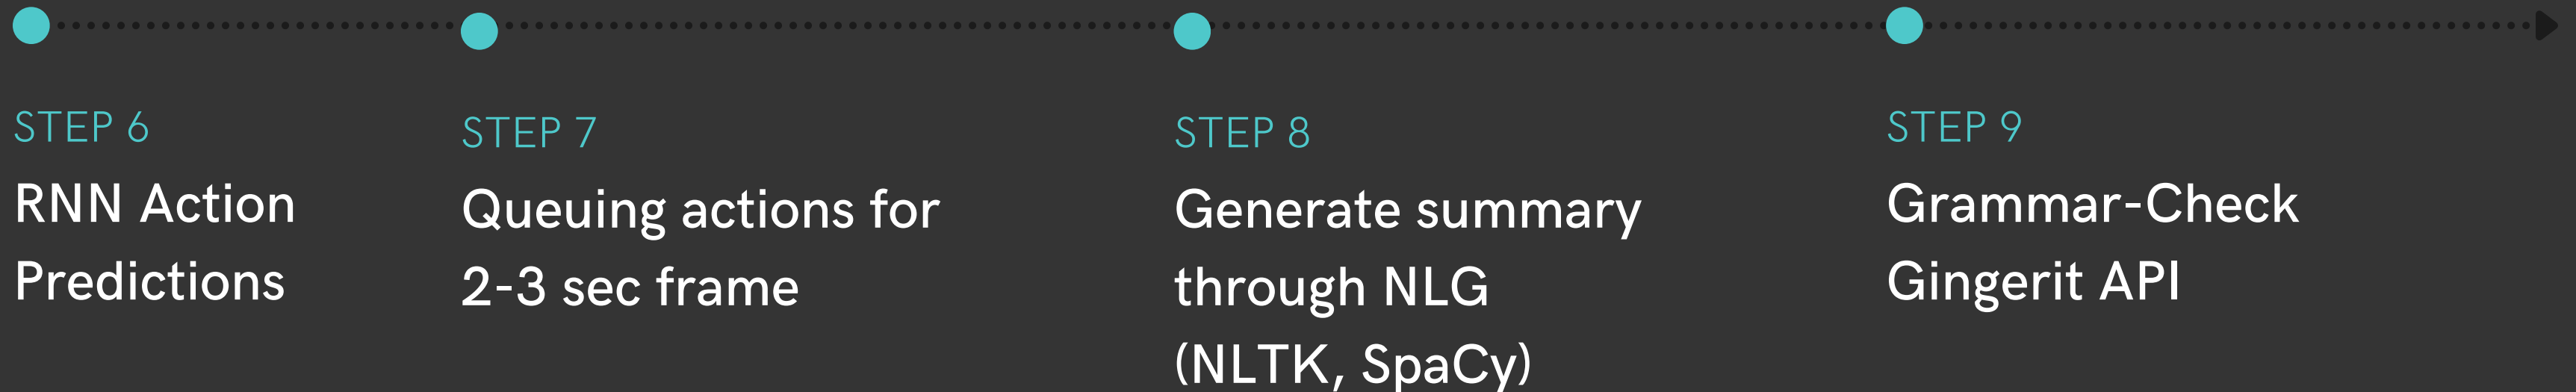 STEP 6
RNN Action
Predictions
STEP 7
Queuing actions for
2-3 sec frame
STEP 8
Generate summary
through NLG
(NLTK, SpaCy)
STEP 9
Grammar-Check
Gingerit API